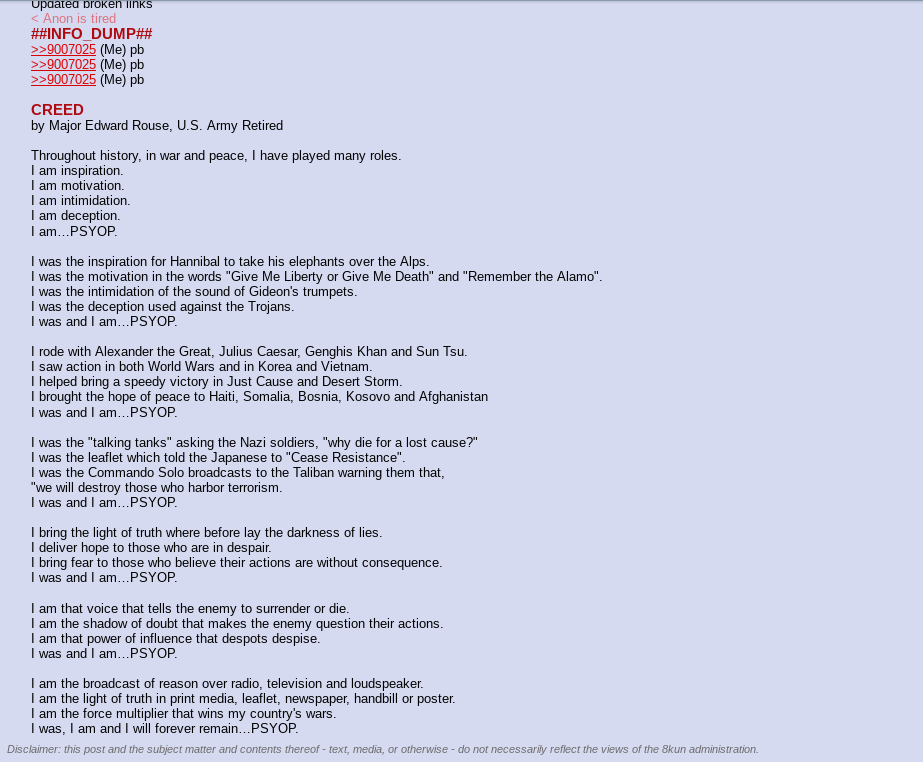 Updated broken links
< Anon is tired
##INFO_DUMP##
>>9007025 (Me) pb
>>9007025 (Me) pb
>>9007025 (Me) pb
CREED
by Major Edward Rouse, U.S. Army Retired
Throughout history, in war and peace, I have played many roles.
I am inspiration.
I am motivation.
I am intimidation.
I am deception.
I am…PSYOP.
I was the inspiration for Hannibal to take his elephants over the Alps.
I was the motivation in the words "Give Me Liberty or Give Me Death" and "Remember the Alamo".
I was the intimidation of the sound of Gideon's trumpets.
I was the deception used against the Trojans.
I was and I am…PSYOP.
I rode with Alexander the Great, Julius Caesar, Genghis Khan and Sun Tsu.
I saw action in both World Wars and in Korea and Vietnam.
I helped bring a speedy victory in Just Cause and Desert Storm.
I brought the hope of peace to Haiti, Somalia, Bosnia, Kosovo and Afghanistan
I was and I am…PSYOP.
I was the "talking tanks" asking the Nazi soldiers, "why die for a lost cause?"
I was the leaflet which told the Japanese to "Cease Resistance".
I was the Commando Solo broadcasts to the Taliban warning them that,
"we will destroy those who harbor terrorism.
I was and I am…PSYOP.
I bring the light of truth where before lay the darkness of lies.
I deliver hope to those who are in despair.
I bring fear to those who believe their actions are without consequence.
I was and I am…PSYOP.
I am that voice that tells the enemy to surrender or die.
I am the shadow of doubt that makes the enemy question their actions.
I am that power of influence that despots despise.
I was and I am…PSYOP.
I am the broadcast of reason over radio, television and loudspeaker.
I am the light of truth in print media, leaflet, newspaper, handbill or poster.
I am the force multiplier that wins my country's wars.
I was, I am and I will forever remain…PSYOP.
Disclaimer: this post and the subject matter and contents thereof - text, media, or otherwise - do not necessarily reflect the views of the 8kun administration.